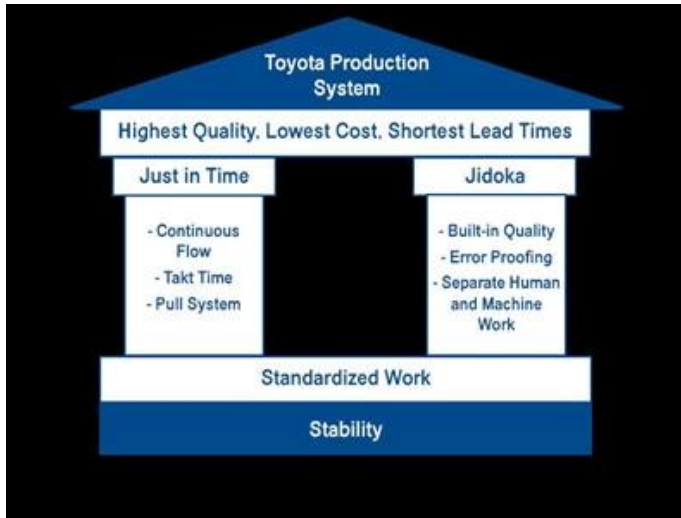 Toyota Production
System
Highest Quality, Lowest Cost, Shortest Lead Times
Just in Time
- Continuous
Flow
- Takt Time
- Pull System
Jidoka
- Built-in Quality
- Error Proofing
- Separate Human
and Machine
Work
Standardized Work
Stability